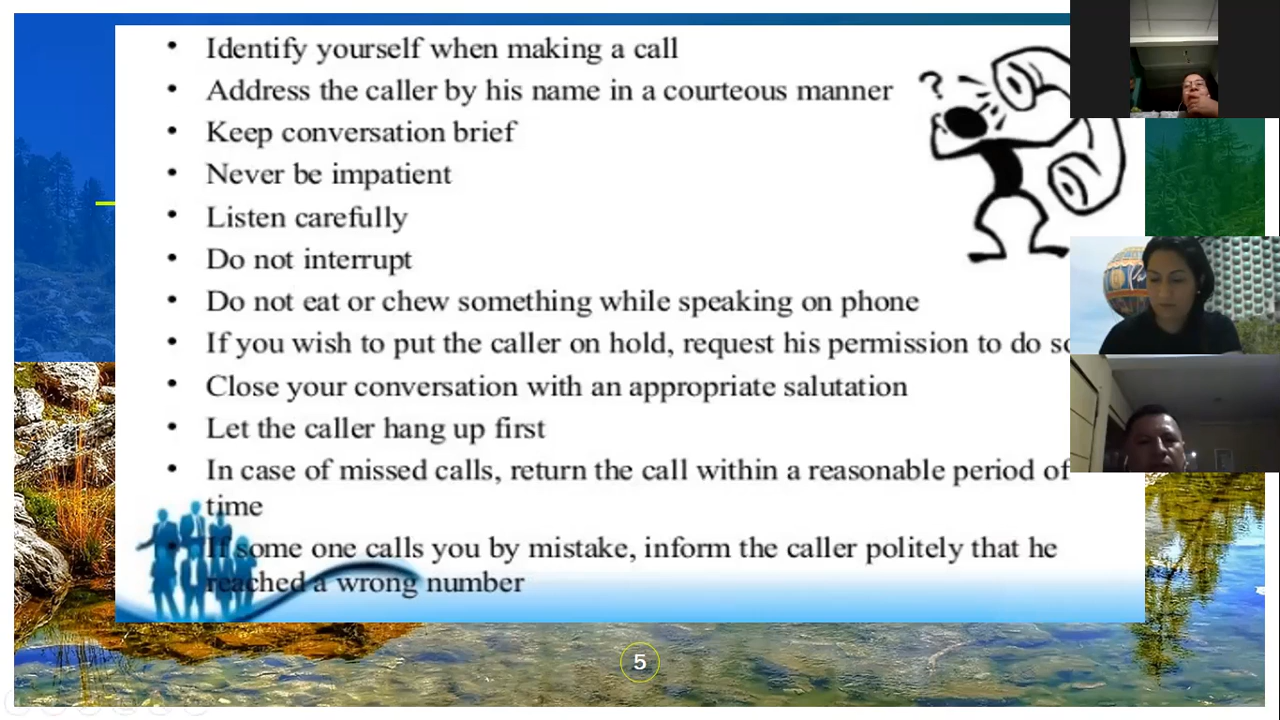 • Identify yourself when making a call
• Address the caller by his name in a courteous manner
• Keep conversation brief
• Never be impatient
• Listen carefully
• Do not interrupt
• Do not eat or chew something while speaking on phone
• If you wish to put the caller on hold, request his permission to do so
• Close your conversation with an appropriate salutation
• Let the caller hang up first
• In case of missed calls, return the call within a reasonable period of
time
• If some one calls you by mistake, inform the caller politely that he
reached a wrong number
?
5